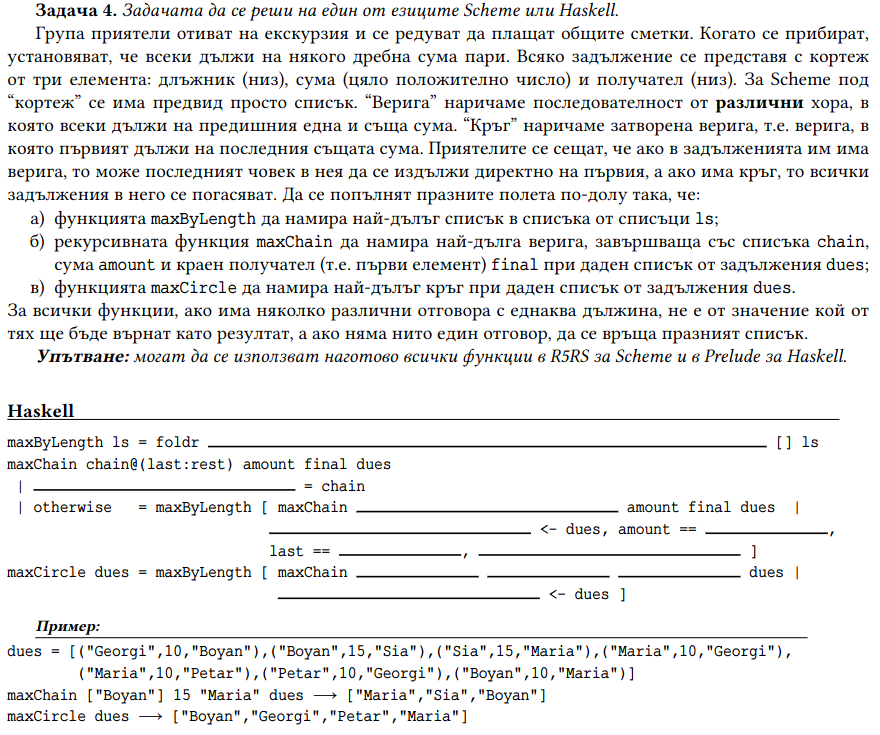 Задача 4. Задачата да се реши на един от езиците Scheme или Haskell.
Група приятели отиват на екскурзия и се редуват да плащат общите сметки. Когато се прибират,
установяват, че всеки дължи на някого дребна сума пари. Всяко задължение се представя с кортеж
от три елемента: длъжник (низ), сума (цяло положително число) и получател (низ). За Scheme под
“кортеж” се има предвид просто списък. “Верига” наричаме последователност от различни хора, в
която всеки дължи на предишния една и съща сума. “Кръг” наричаме затворена верига, т.е. верига, в
която първият дължи на последния същата сума. Приятелите се сещат, че ако в задълженията им има
верига, то може последният човек в нея да се издължи директно на първия, а ако има кръг, то всички
задължения в него се погасяват. Да се попълнят празните полета по-долу така, че:
а) функцията maxByLength да намира най-дълъг списък в списъка от списъци ls;
б) рекурсивната функция maxChain да намира най-дълга верига, завършваща със списъка chain,
сума amount и краен получател (т.е. първи елемент) final при даден списък от задължения dues;
в) функцията maxCircle да намира най-дълъг кръг при даден списък от задължения dues.
За всички функции, ако има няколко различни отговора с еднаква дължина, не е от значение кой от
тях ще бъде върнат като резултат, а ако няма нито един отговор, да се връща празният списък.
Упътване: могат да се използват наготово всички функции в R5RS за Scheme и в Prelude за Haskell.
Haskell
maxByLength ls = foldr ______ [] ls
maxChain chain@(last:rest) amount final dues
| ______ = chain
| otherwise = maxByLength [ maxChain ______ amount final dues |
______ <- dues, amount == ______,
last == ______, ______ ]
maxCircle dues = maxByLength [ maxChain ______ ______ ______ dues |
______ <- dues ]
Пример:
dues = [("Georgi",10,"Boyan"),("Boyan",15,"Sia"),("Sia",15,"Maria"),("Maria",10,"Georgi"),
("Maria",10,"Petar"),("Petar",10,"Georgi"),("Boyan",10,"Maria")]
maxChain ["Boyan"] 15 "Maria" dues ⟶ ["Maria","Sia","Boyan"]
maxCircle dues ⟶ ["Boyan","Georgi","Petar","Maria"]